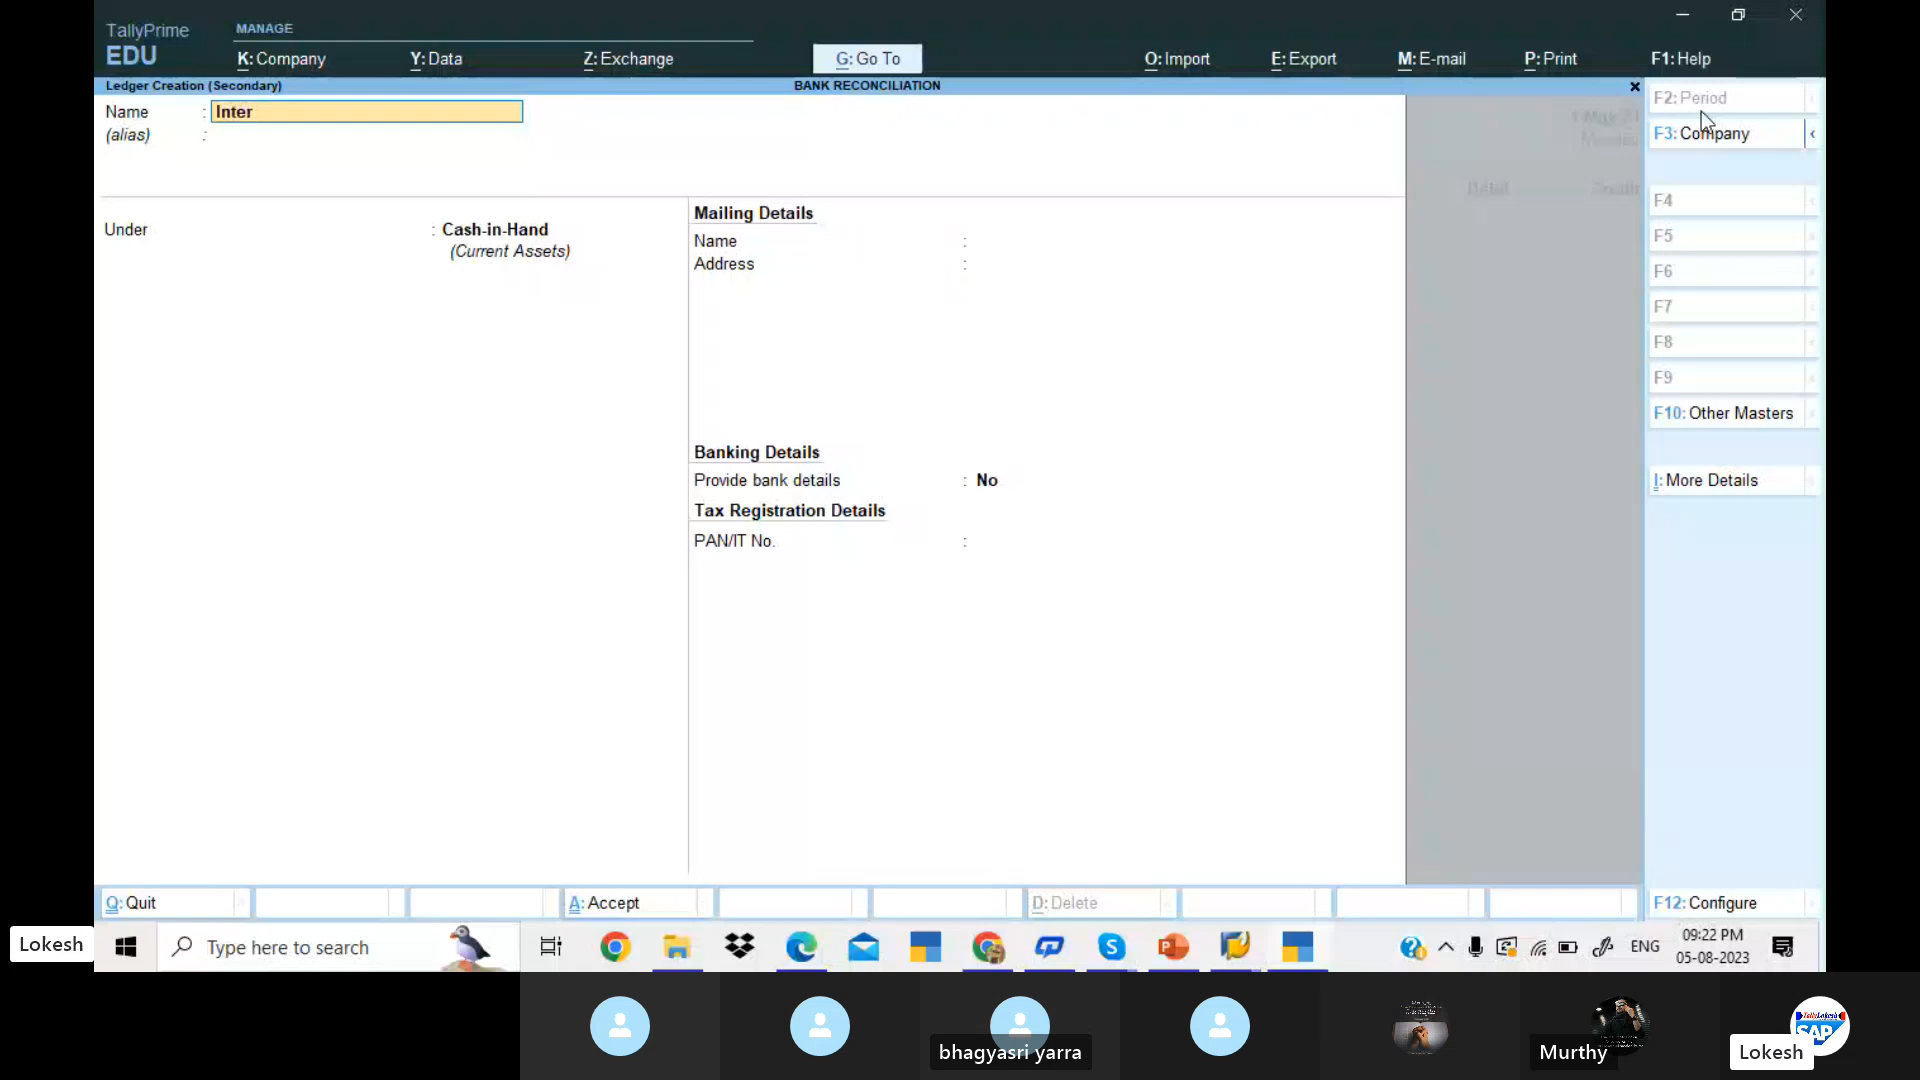 TallyPrime
EDU
MANAGE
K: Company
Y: Data
Z: Exchange
G: Go To
O: Import
E: Export
M: E-mail
P: Print
F1: Help
Ledger Creation (Secondary)
BANK RECONCILIATION
Name : Inter
(alias) :
Under : Cash-in-Hand
(Current Assets)
Mailing Details
Name :
Address :
Banking Details
Provide bank details : No
Tax Registration Details
PAN/IT No. :
Debit
Credit
F2: Period
F3: Company
F4
F5
F6
F7
F8
F9
F10: Other Masters
I: More Details
F12: Configure
Q: Quit
A: Accept
D: Delete
Lokesh
Type here to search
ENG
09:22 PM
05-08-2023
bhagyasri yarra
Murthy
Lokesh
SAP